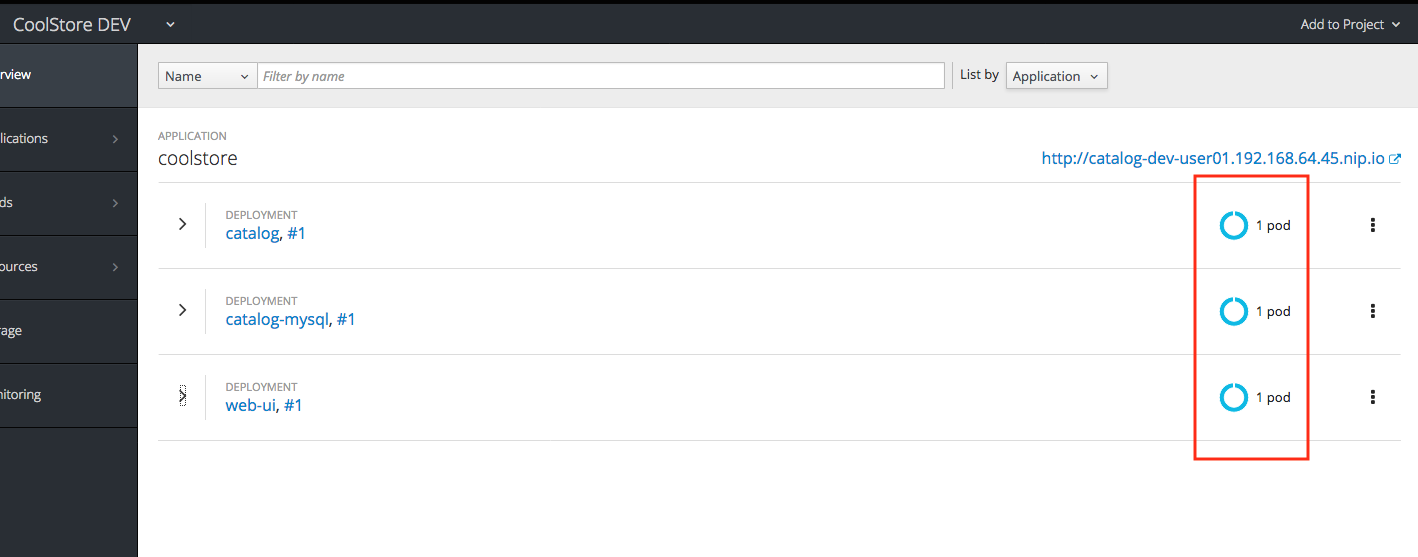 CoolStore DEV
Add to Project
rview
lications
ds
ources
rage
nitoring
Name
Filter by name
List by
Application
APPLICATION
coolstore
http://catalog-dev-user01.192.168.64.45.nip.io
DEPLOYMENT
catalog, #1
1 pod
DEPLOYMENT
catalog-mysql, #1
1 pod
DEPLOYMENT
web-ui, #1
1 pod